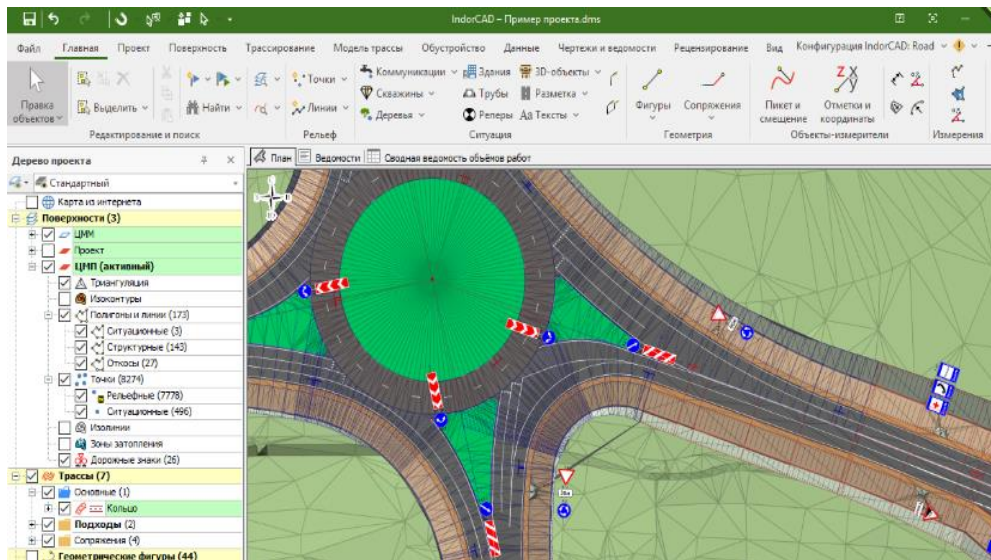 IndorCAD – Пример проекта.dms
Файл Главная Проект Поверхность Трассирование Модель трассы Обустройство Данные Чертежи и ведомости Рецензирование Вид Конфигурация IndorCAD: Road
Точки Коммуникации Здания 3D-объекты
Правка объектов Выделить Найти Линии Скважины Трубы Разметка Фигуры Сопряжения Пикет и смещение Отметки и координаты
Деревья Реперы Тексты
Редактирование и поиск Рельеф Ситуация Геометрия Объекты-измерители Измерения
Дерево проекта План Ведомости Сводная ведомость объёмов работ
Стандартный
Карта из интернета
Поверхности (3)
ЦММ
Проект
ЦМП (активный)
Триангуляция
Изоконтуры
Полигоны и линии (173)
Ситуационные (3)
Структурные (143)
Откосы (27)
Точки (8274)
Рельефные (7778)
Ситуационные (496)
Изолинии
Зоны затопления
Дорожные знаки (26)
Трассы (7)
Основные (1)
Кольцо
Подходы (2)
Сопряжения (4)
Геометрические фигуры (44)